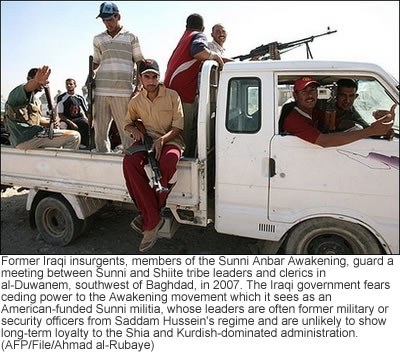 Former Iraqi insurgents, members of the Sunni Anbar Awakening, guard a
meeting between Sunni and Shiite tribe leaders and clerics in
al-Duwanem, southwest of Baghdad, in 2007. The Iraqi government fears
ceding power to the Awakening movement which it sees as an
American-funded Sunni militia, whose leaders are often former military or
security officers from Saddam Hussein's regime and are unlikely to show
long-term loyalty to the Shia and Kurdish-dominated administration.
(AFP/File/Ahmad al-Rubaye)